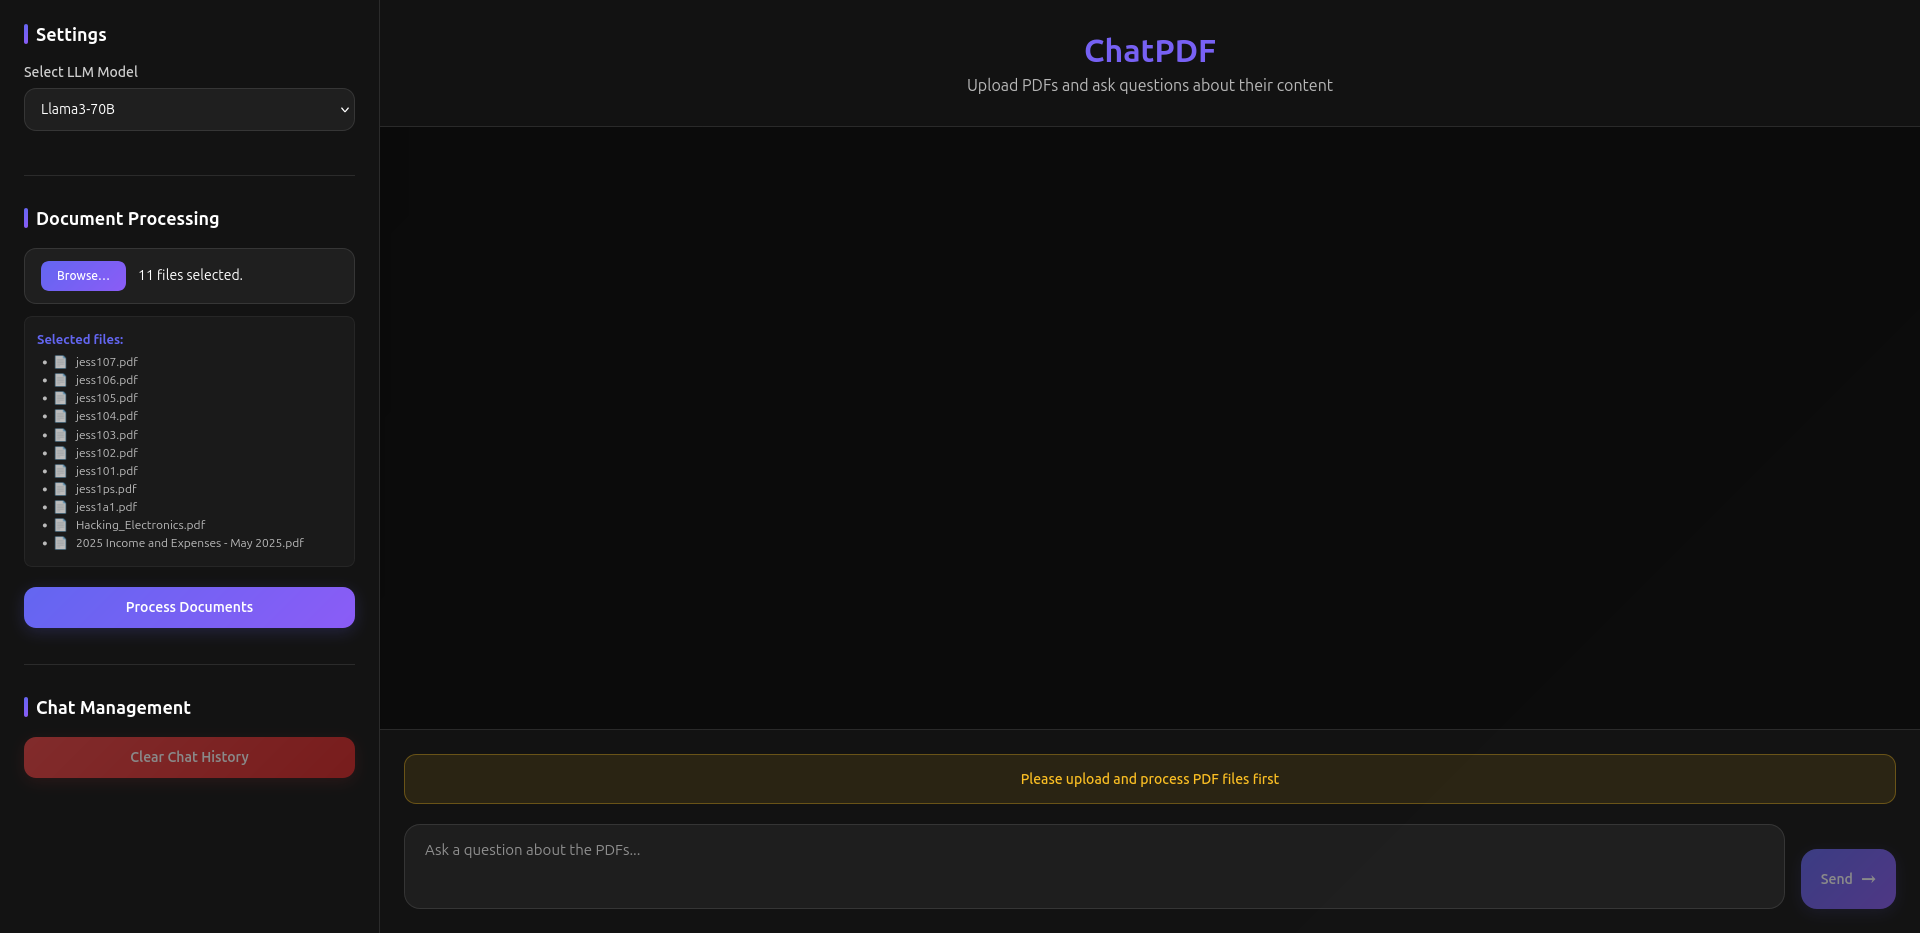 Settings
Select LLM Model
Llama3-70B
Document Processing
Browse... 11 files selected.
Selected files:
jess107.pdf
jess106.pdf
jess105.pdf
jess104.pdf
jess103.pdf
jess102.pdf
jess101.pdf
jess1ps.pdf
jess1a1.pdf
Hacking_Electronics.pdf
2025 Income and Expenses - May 2025.pdf
Process Documents
Chat Management
Clear Chat History
ChatPDF
Upload PDFs and ask questions about their content
Please upload and process PDF files first
Ask a question about the PDFs...
Send →